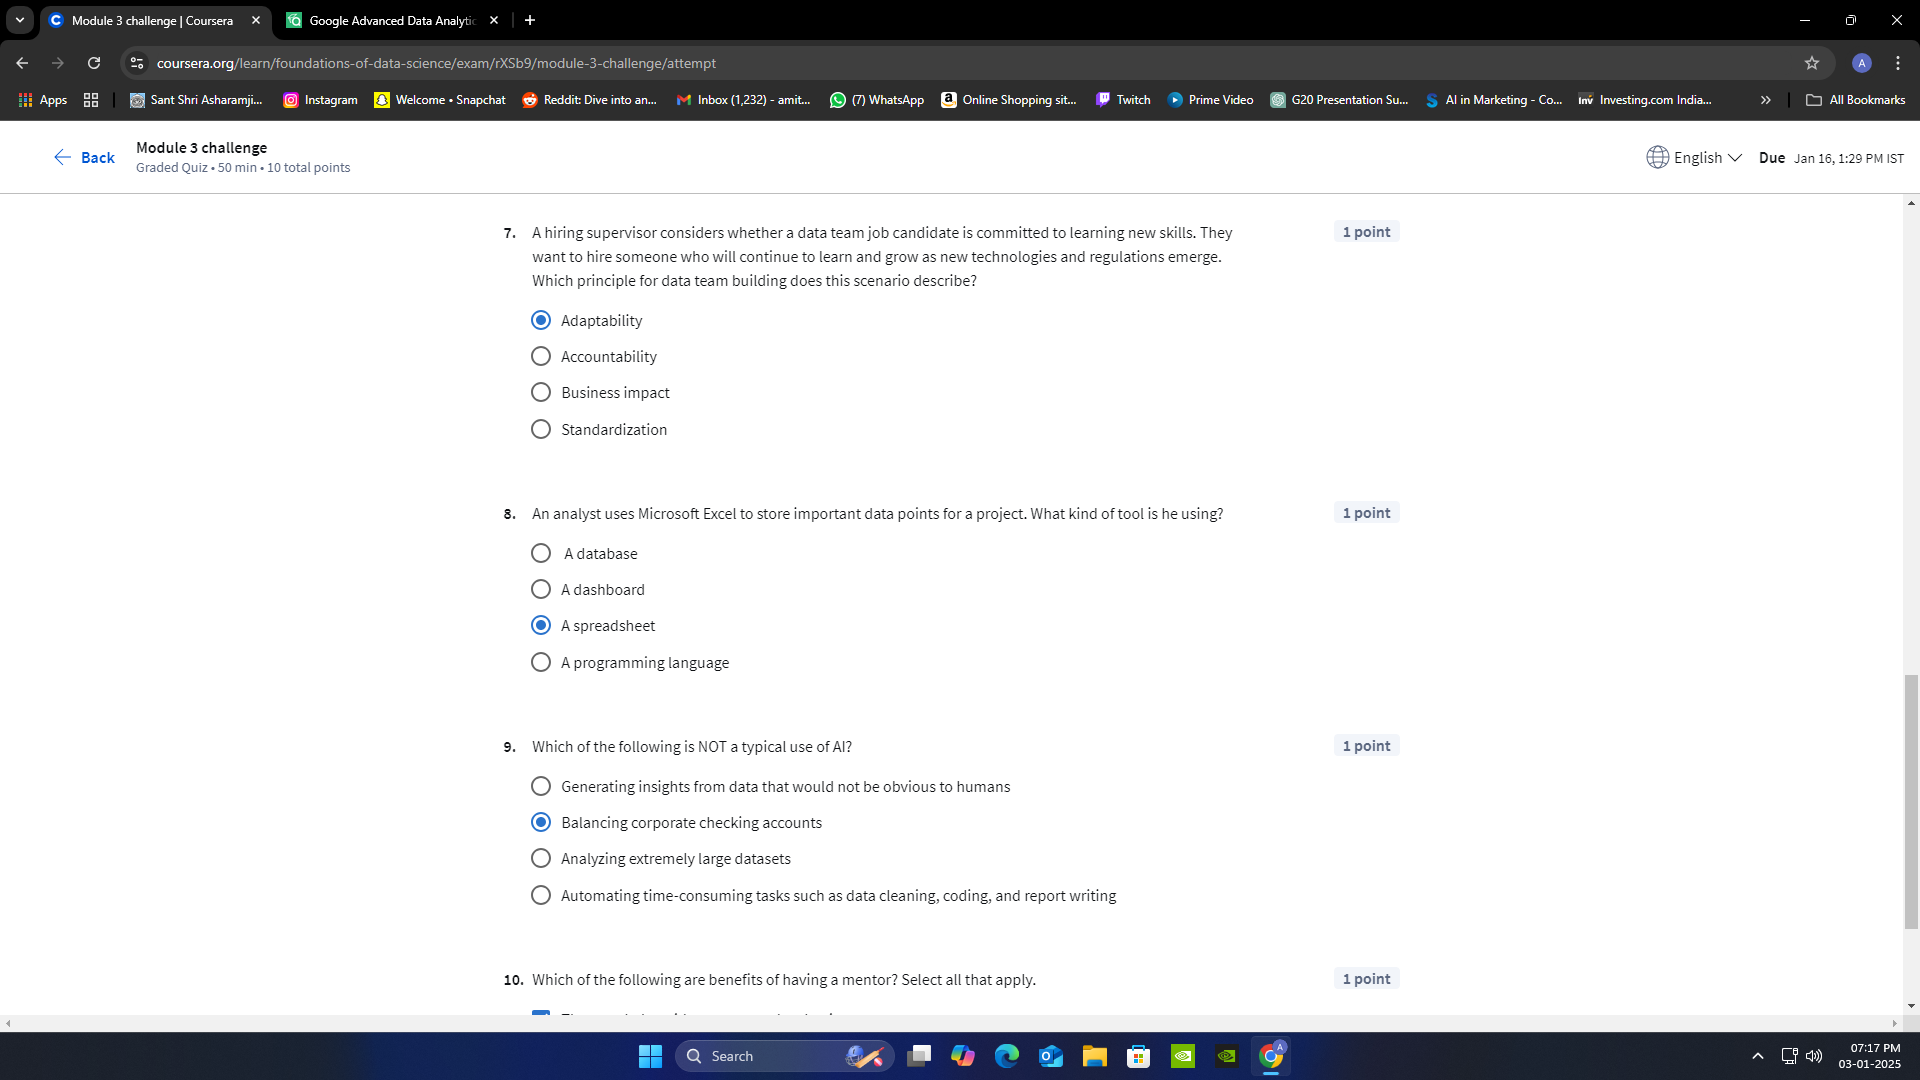 Module 3 challenge | Coursera
Google Advanced Data Analytic
coursera.org/learn/foundations-of-data-science/exam/rXSb9/module-3-challenge/attempt
A
Apps
Sant Shri Asharamji...
Instagram
Welcome • Snapchat
Reddit: Dive into an...
Inbox (1,232) - amit...
(7) WhatsApp
Online Shopping sit...
Twitch
Prime Video
G20 Presentation Su...
AI in Marketing - Co...
Inv Investing.com India...
All Bookmarks
Back
Module 3 challenge
Graded Quiz • 50 min • 10 total points
English
Due Jan 16, 1:29 PM IST
7. A hiring supervisor considers whether a data team job candidate is committed to learning new skills. They
want to hire someone who will continue to learn and grow as new technologies and regulations emerge.
Which principle for data team building does this scenario describe?
1 point
Adaptability
Accountability
Business impact
Standardization
8. An analyst uses Microsoft Excel to store important data points for a project. What kind of tool is he using?
1 point
A database
A dashboard
A spreadsheet
A programming language
9. Which of the following is NOT a typical use of AI?
1 point
Generating insights from data that would not be obvious to humans
Balancing corporate checking accounts
Analyzing extremely large datasets
Automating time-consuming tasks such as data cleaning, coding, and report writing
10. Which of the following are benefits of having a mentor? Select all that apply.
1 point
Search
07:17 PM
03-01-2025